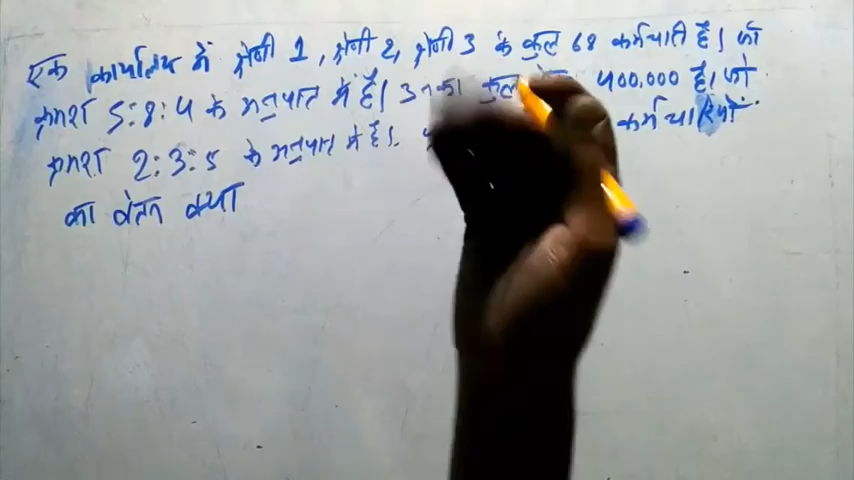 एक कार्यालय में श्रेणी 1, श्रेणी 2, श्रेणी 3 के कुल 68 कर्मचारी हैं। जो
क्रमशः 5:8:4 के अनुपात में है। उनका कुल 400,000 है। जो
क्रमशः 2:3:5 के अनुपात में है। कर्मचारियों
का वेतन क्या